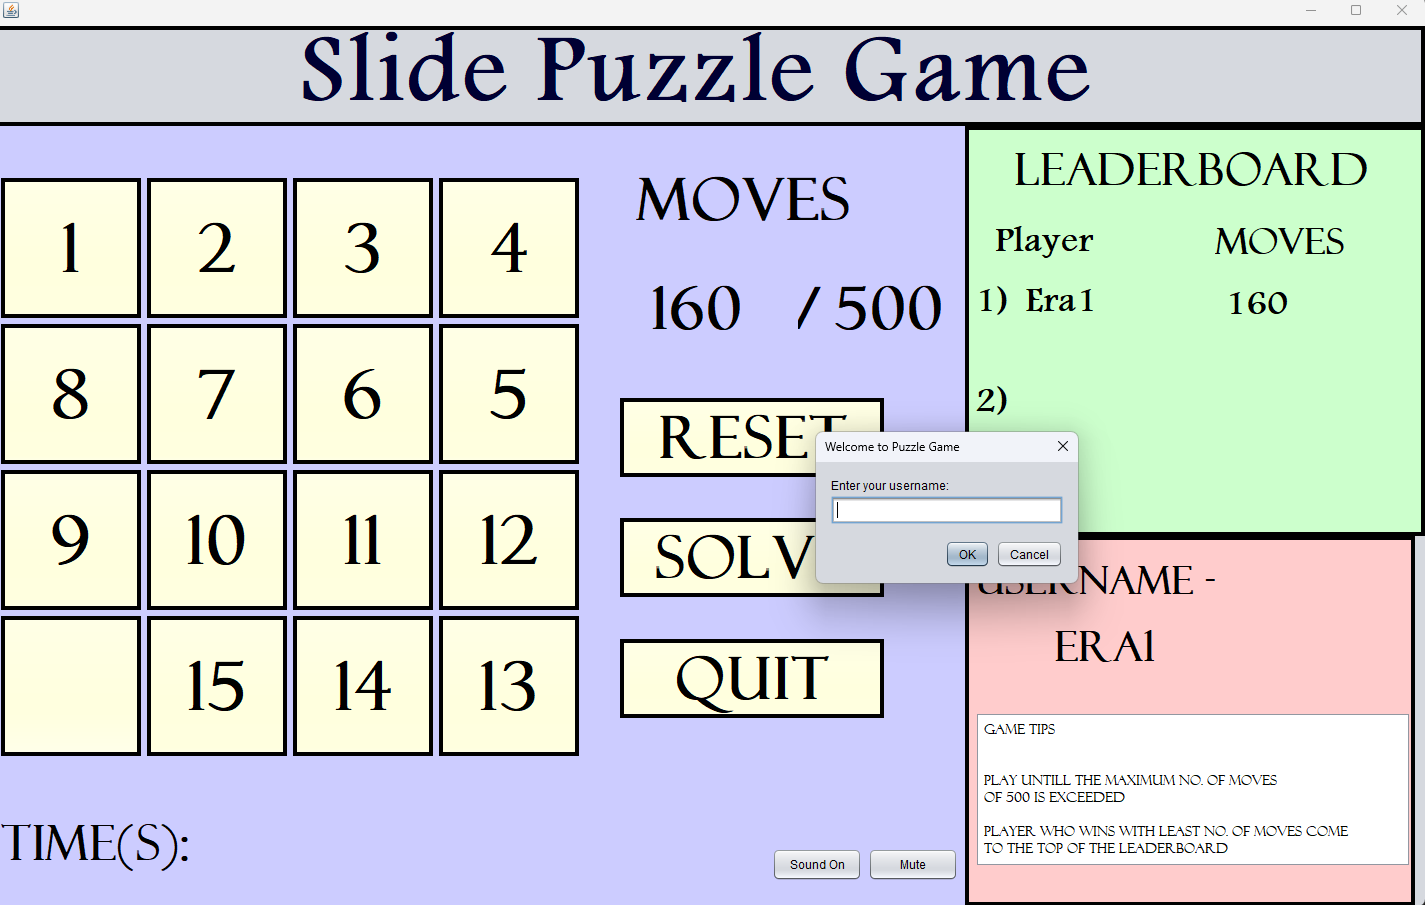 Slide Puzzle Game
1 2 3 4
8 7 6 5
9 10 11 12
15 14 13
TIME(S):
MOVES
160 / 500
RESET
SOLV
QUIT
Sound On Mute
Welcome to Puzzle Game
Enter your username:
OK Cancel
LEADERBOARD
Player MOVES
1) Era1 160
2)
USERNAME -
ERA1
GAME TIPS
PLAY UNTILL THE MAXIMUM NO. OF MOVES
OF 500 IS EXCEEDED
PLAYER WHO WINS WITH LEAST NO. OF MOVES COME
TO THE TOP OF THE LEADERBOARD